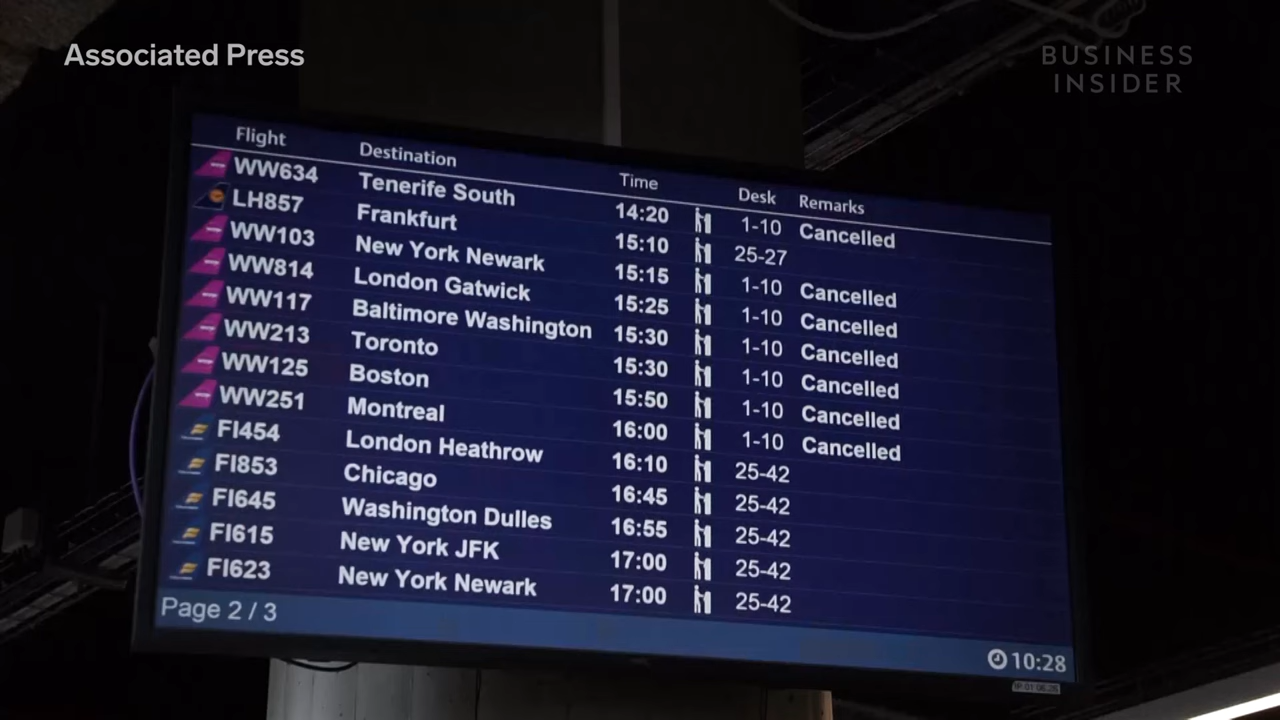 Associated Press
BUSINESS
INSIDER
Flight Destination Time Desk Remarks
WW634 Tenerife South 14:20 1-10 Cancelled
LH857 Frankfurt 15:10 25-27
WW103 New York Newark 15:15 1-10 Cancelled
WW814 London Gatwick 15:25 1-10 Cancelled
WW117 Baltimore Washington 15:30 1-10 Cancelled
WW213 Toronto 15:30 1-10 Cancelled
WW125 Boston 15:50 1-10 Cancelled
WW251 Montreal 16:00 1-10 Cancelled
FI454 London Heathrow 16:10 25-42
FI853 Chicago 16:45 25-42
FI645 Washington Dulles 16:55 25-42
FI615 New York JFK 17:00 25-42
FI623 New York Newark 17:00 25-42
Page 2 / 3
10:28